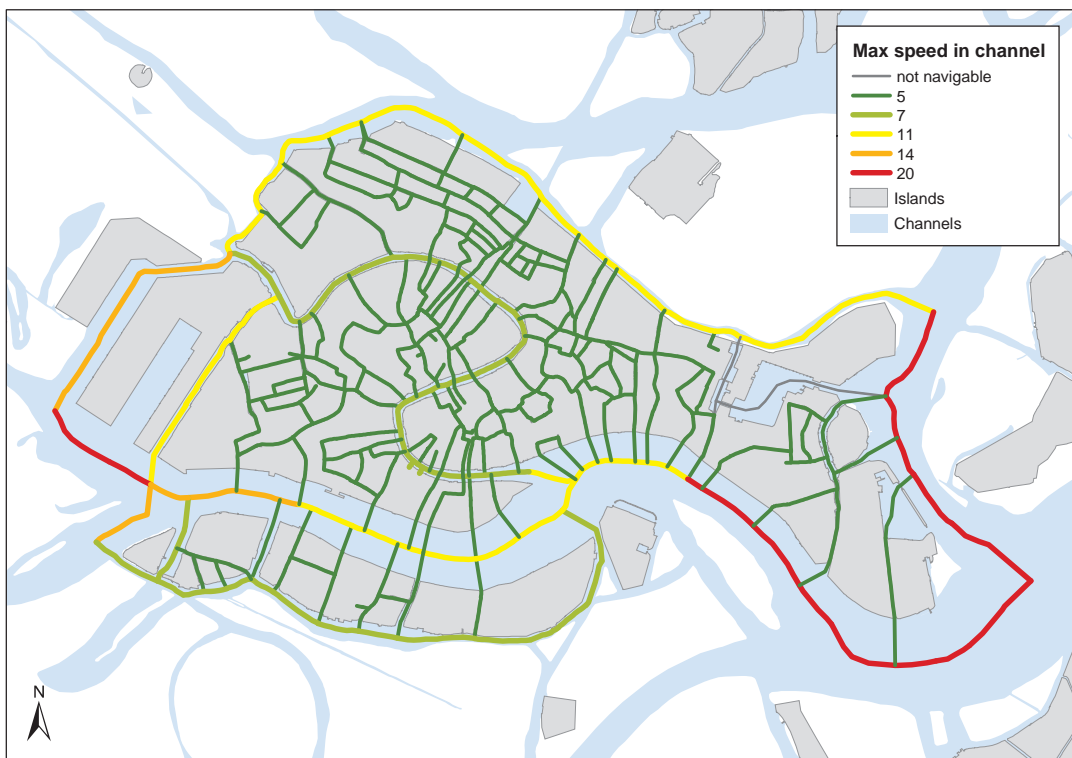 Max speed in channel
not navigable
5
7
11
14
20
Islands
Channels
N